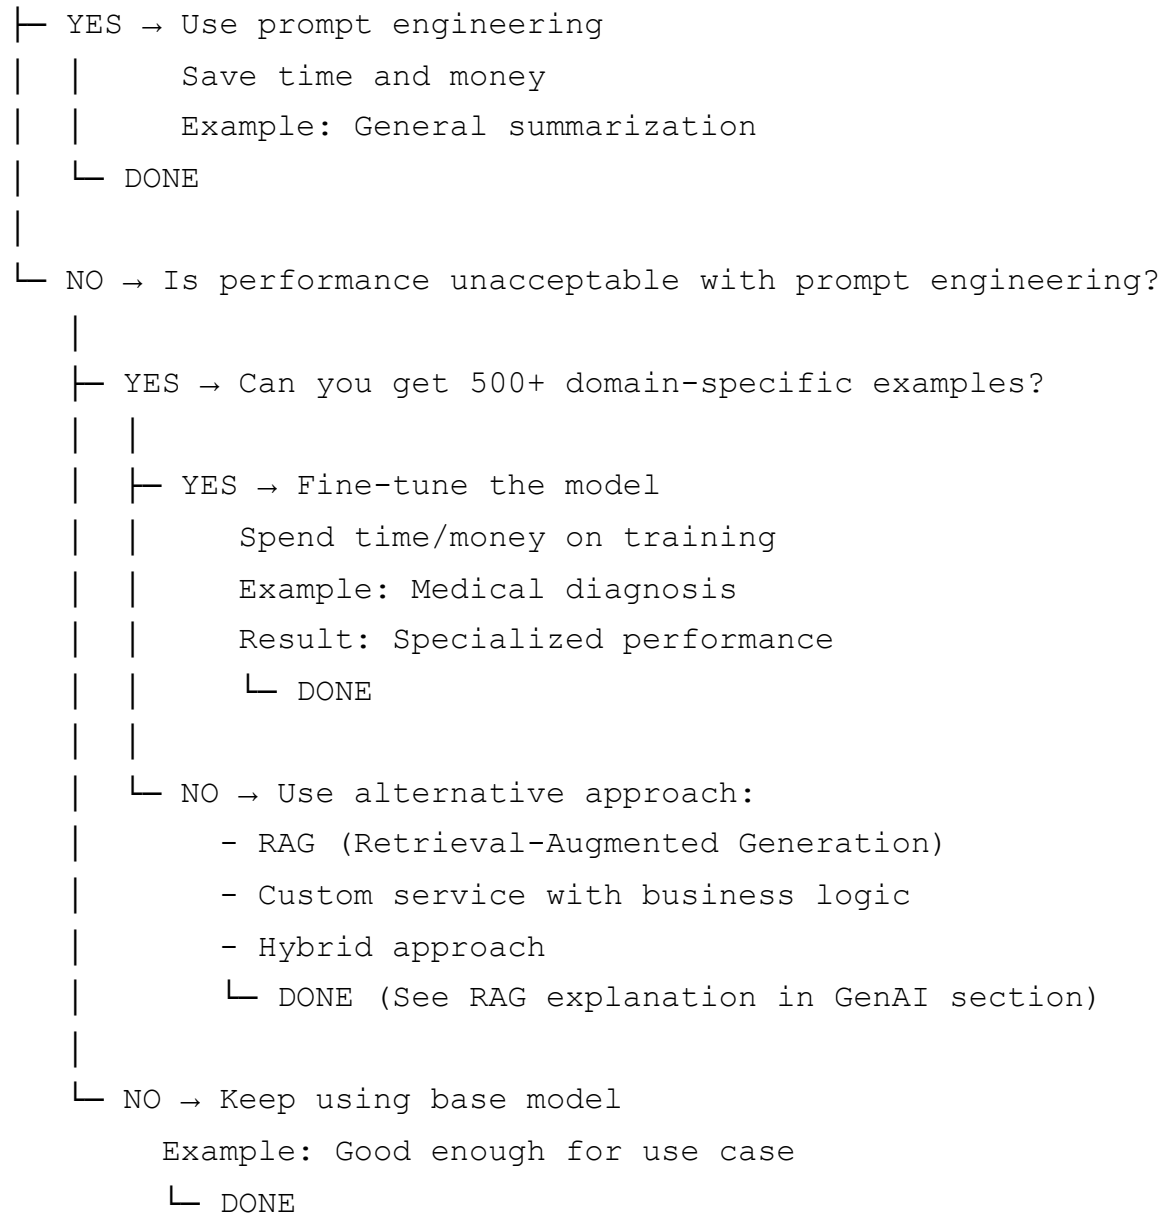 ├─ YES → Use prompt engineering
│  │     Save time and money
│  │     Example: General summarization
│  └─ DONE
│
└─ NO → Is performance unacceptable with prompt engineering?
   │
   ├─ YES → Can you get 500+ domain-specific examples?
   │  │
   │  ├─ YES → Fine-tune the model
   │  │     Spend time/money on training
   │  │     Example: Medical diagnosis
   │  │     Result: Specialized performance
   │  │     └─ DONE
   │  │
   │  └─ NO → Use alternative approach:
   │       - RAG (Retrieval-Augmented Generation)
   │       - Custom service with business logic
   │       - Hybrid approach
   │       └─ DONE (See RAG explanation in GenAI section)
   │
   └─ NO → Keep using base model
        Example: Good enough for use case
        └─ DONE